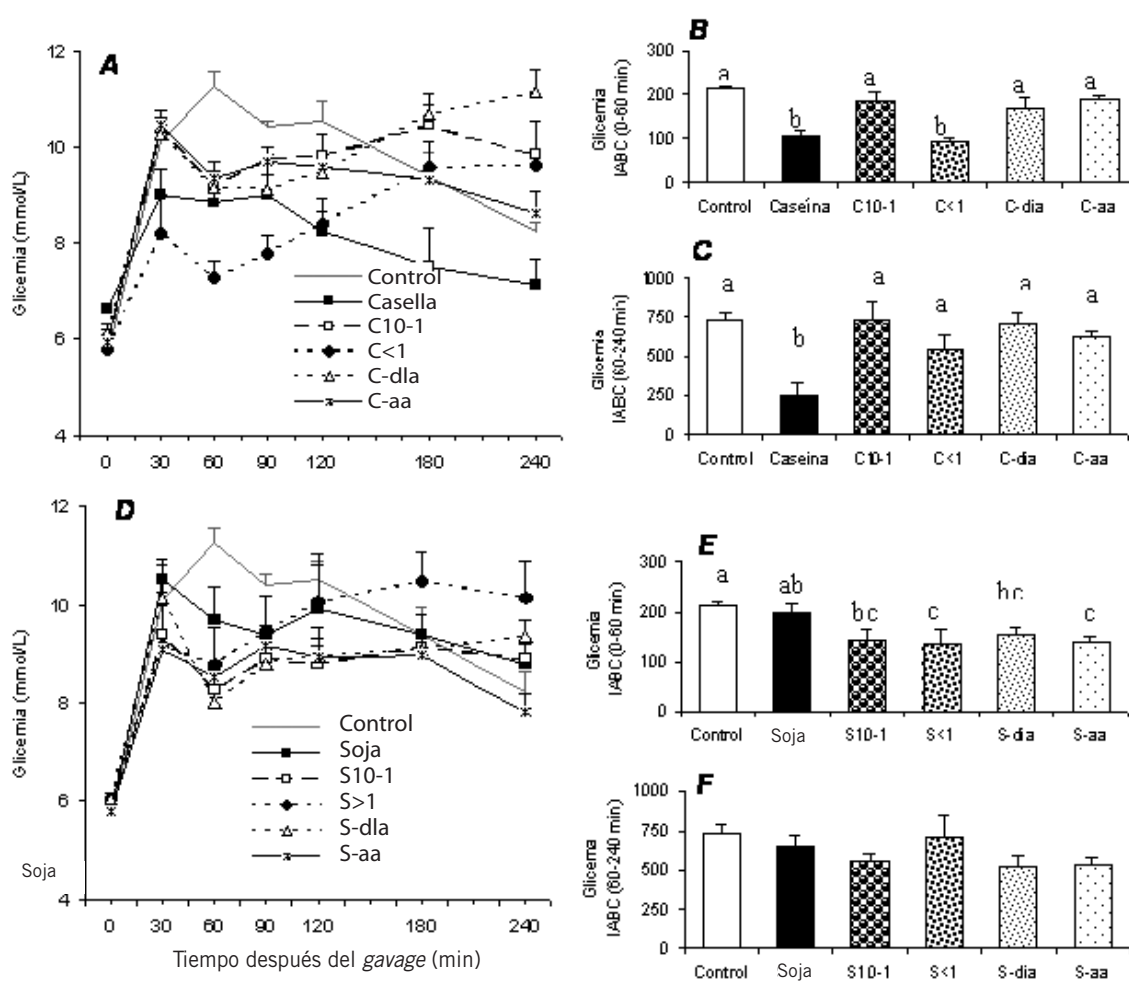 A
12
10
8
6
4
Glicemia (mmol/L)
0 30 60 90 120 180 240
Control
Casella
C10-1
C<1
C-dla
C-aa
B
300
200
100
0
Glicemia
IABC (0-60 min)
a b a b a a
Control Caseína C10-1 C<1 C-dia C-aa
C
1000
750
500
250
0
Glicemia
IABC (60-240 min)
a b a a a a
Control Caseina C10-1 C<1 C-dia C-aa
D
12
10
8
6
4
Glicemia (mmol/L)
Soja
0 30 60 90 120 180 240
Control
Soja
S10-1
S>1
S-dla
S-aa
Tiempo después del gavage (min)
E
300
200
100
0
Glicemia
IABC (0-60 min)
a ab bc c bc c
Control Soja S10-1 S<1 S-dia S-aa
F
1000
750
500
250
0
Glicemia
IABC (60-240 min)
Control Soja S10-1 S<1 S-dia S-aa